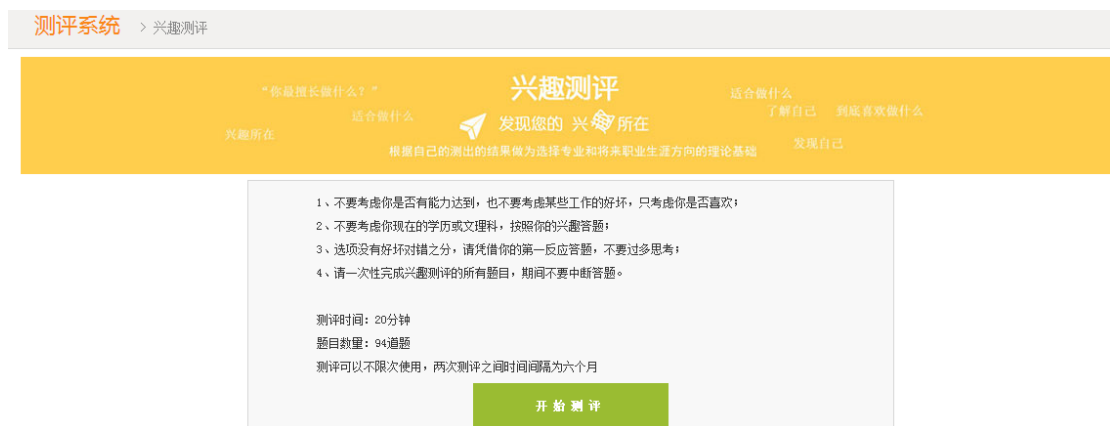 测评系统 > 兴趣测评
兴趣测评
“你最擅长做什么？”
适合做什么
适合做什么
了解自己 到底喜欢做什么
兴趣所在
发现您的 兴趣所在
发现自己
根据自己的测出的结果做为选择专业和将来职业生涯方向的理论基础
1、不要考虑你是否有能力达到，也不要考虑某些工作的好坏，只考虑你是否喜欢；
2、不要考虑你现在的学历或文理科，按照你的兴趣答题；
3、选项没有好坏对错之分，请凭借你的第一反应答题，不要过多思考；
4、请一次性完成兴趣测评的所有题目，期间不要中断答题。
测评时间：20分钟
题目数量：94道题
测评可以不限次使用，两次测评之间时间间隔为六个月
开始测评